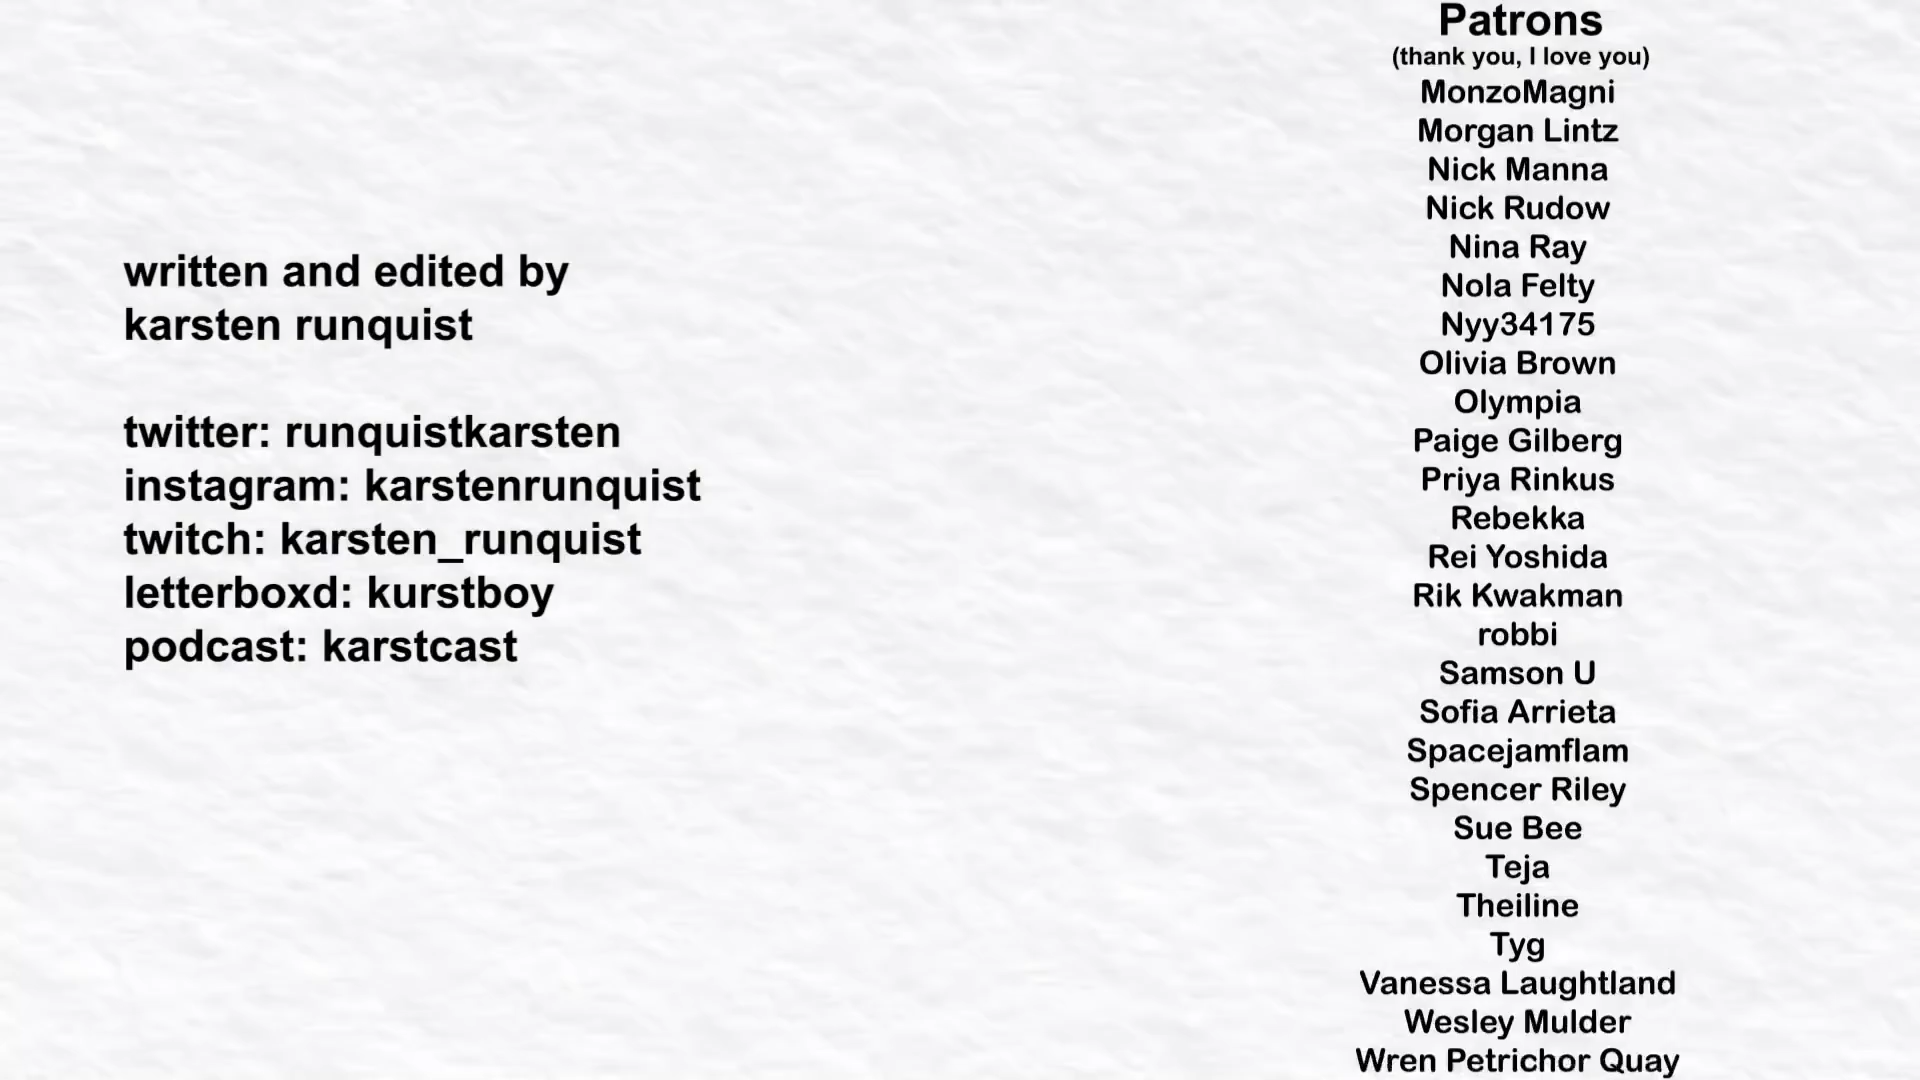 written and edited by
karsten runquist
twitter: runquistkarsten
instagram: karstenrunquist
twitch: karsten_runquist
letterboxd: kurstboy
podcast: karstcast
Patrons
(thank you, I love you)
MonzoMagni
Morgan Lintz
Nick Manna
Nick Rudow
Nina Ray
Nola Felty
Nyy34175
Olivia Brown
Olympia
Paige Gilberg
Priya Rinkus
Rebekka
Rei Yoshida
Rik Kwakman
robbi
Samson U
Sofia Arrieta
Spacejamflam
Spencer Riley
Sue Bee
Teja
Theiline
Tyg
Vanessa Laughtland
Wesley Mulder
Wren Petrichor Quay